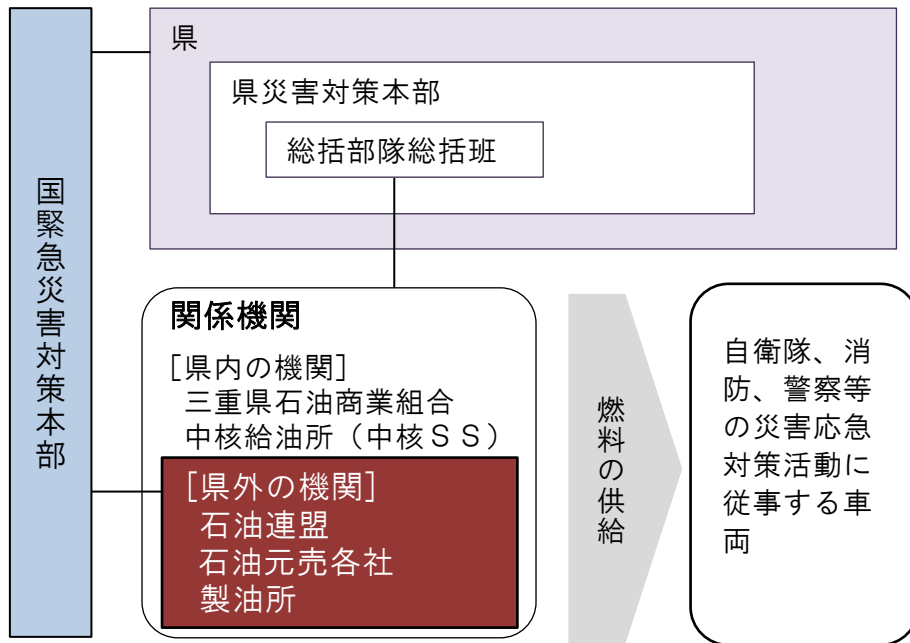 国緊急災害対策本部
県
県災害対策本部
総括部隊総括班
関係機関
[県内の機関]
三重県石油商業組合
中核給油所（中核ＳＳ）
[県外の機関]
石油連盟
石油元売各社
製油所
燃料の供給
自衛隊、消
防、警察等
の災害応急
対策活動に
従事する車
両